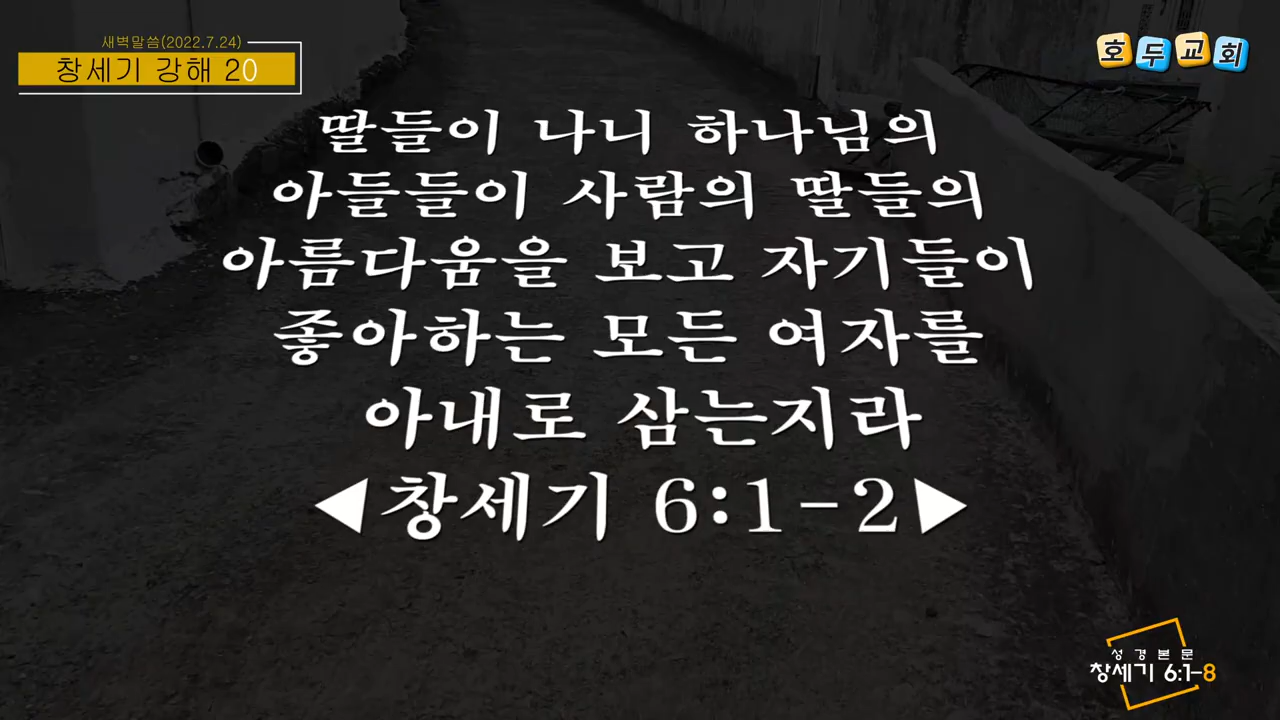 새벽말씀(2022.7.24)
창세기 강해 20
호두교회
딸들이 나니 하나님의
아들들이 사람의 딸들의
아름다움을 보고 자기들이
좋아하는 모든 여자를
아내로 삼는지라
◀창세기 6:1-2▶
성경본문
창세기 6:1-8